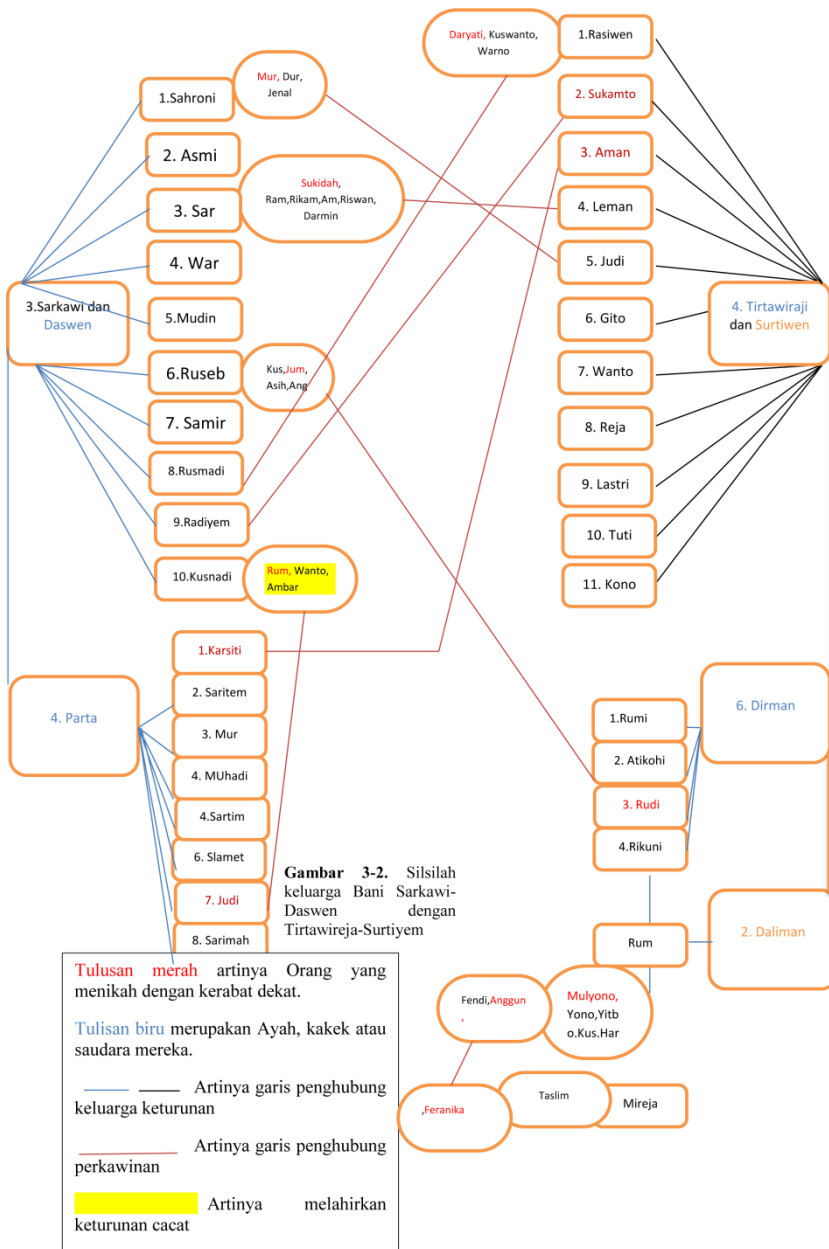 Daryati, Kuswanto,
Warno
1.Rasiwen
Mur, Dur,
Jenal
1.Sahroni
2. Sukamto
2. Asmi
3. Aman
Sukidah,
Ram,Rikam,Am,Riswan,
Darmin
3. Sar
4. Leman
4. War
5. Judi
3.Sarkawi dan
Daswen
5.Mudin
6. Gito
4. Tirtawiraji
dan Surtiwen
6.Ruseb
Kus,Jum,
Asih,Ang
7. Wanto
7. Samir
8. Reja
8.Rusmadi
9. Lastri
9.Radiyem
10. Tuti
10.Kusnadi
Rum, Wanto,
Ambar
11. Kono
1.Karsiti
4. Parta
2. Saritem
3. Mur
4. MUhadi
4.Sartim
6. Slamet
7. Judi
8. Sarimah
6. Dirman
1.Rumi
2. Atikohi
3. Rudi
4.Rikuni
Gambar 3-2. Silsilah
keluarga Bani Sarkawi-
Daswen dengan
Tirtawireja-Surtiyem
Rum
2. Daliman
Fendi,Anggun
,
Mulyono,
Yono,Yitb
o.Kus.Har
,Feranika
Taslim
Mireja
Tulusan merah artinya Orang yang
menikah dengan kerabat dekat.
Tulisan biru merupakan Ayah, kakek atau
saudara mereka.
Artinya garis penghubung
keluarga keturunan
Artinya garis penghubung
perkawinan
Artinya melahirkan
keturunan cacat